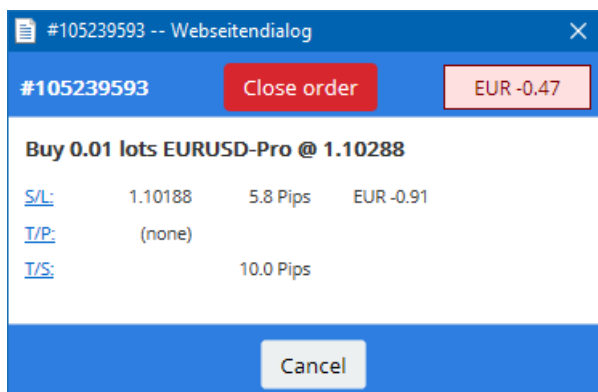 #105239593 -- Webseitendialog
#105239593 Close order EUR -0.47
Buy 0.01 lots EURUSD-Pro @ 1.10288
S/L: 1.10188 5.8 Pips EUR -0.91
T/P: (none)
T/S: 10.0 Pips
Cancel